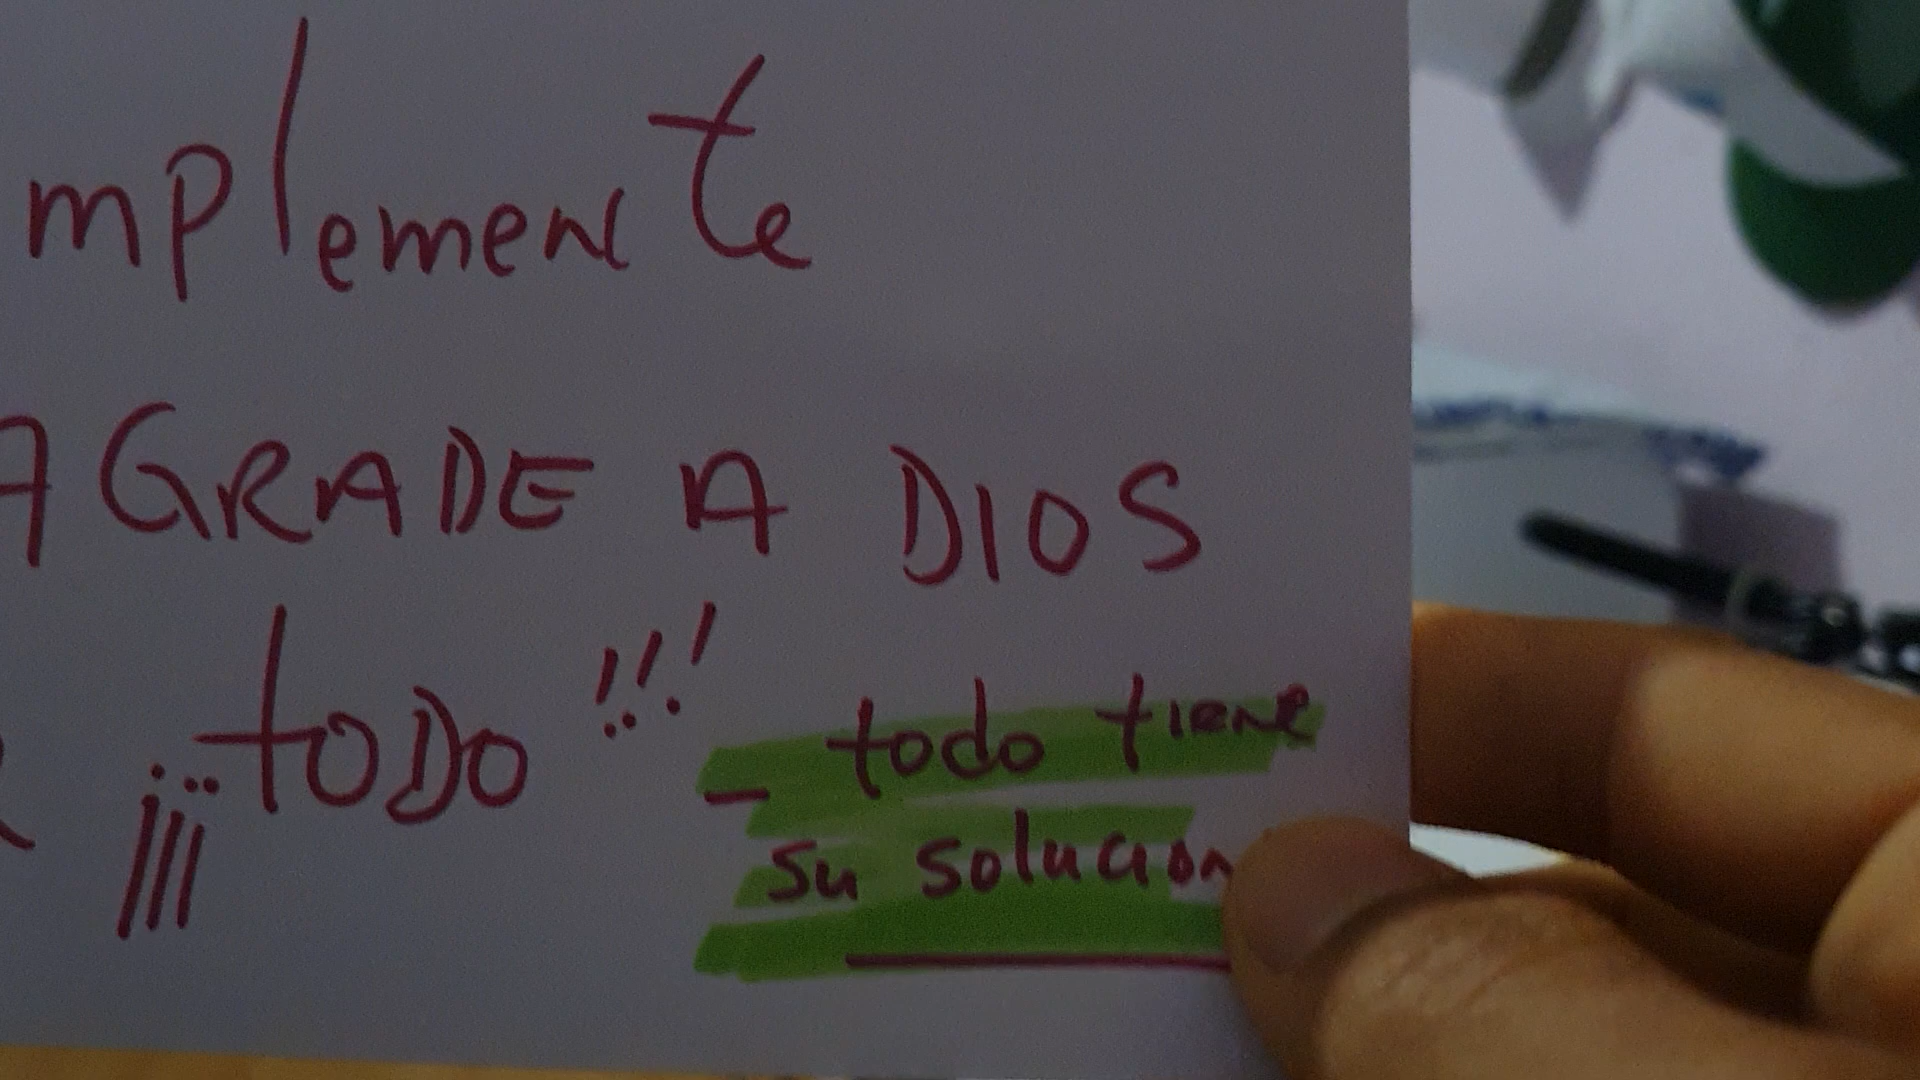 mplemente
AGRADE A DIOS
¡¡¡toDo!!!
- todo tiene
su solucion